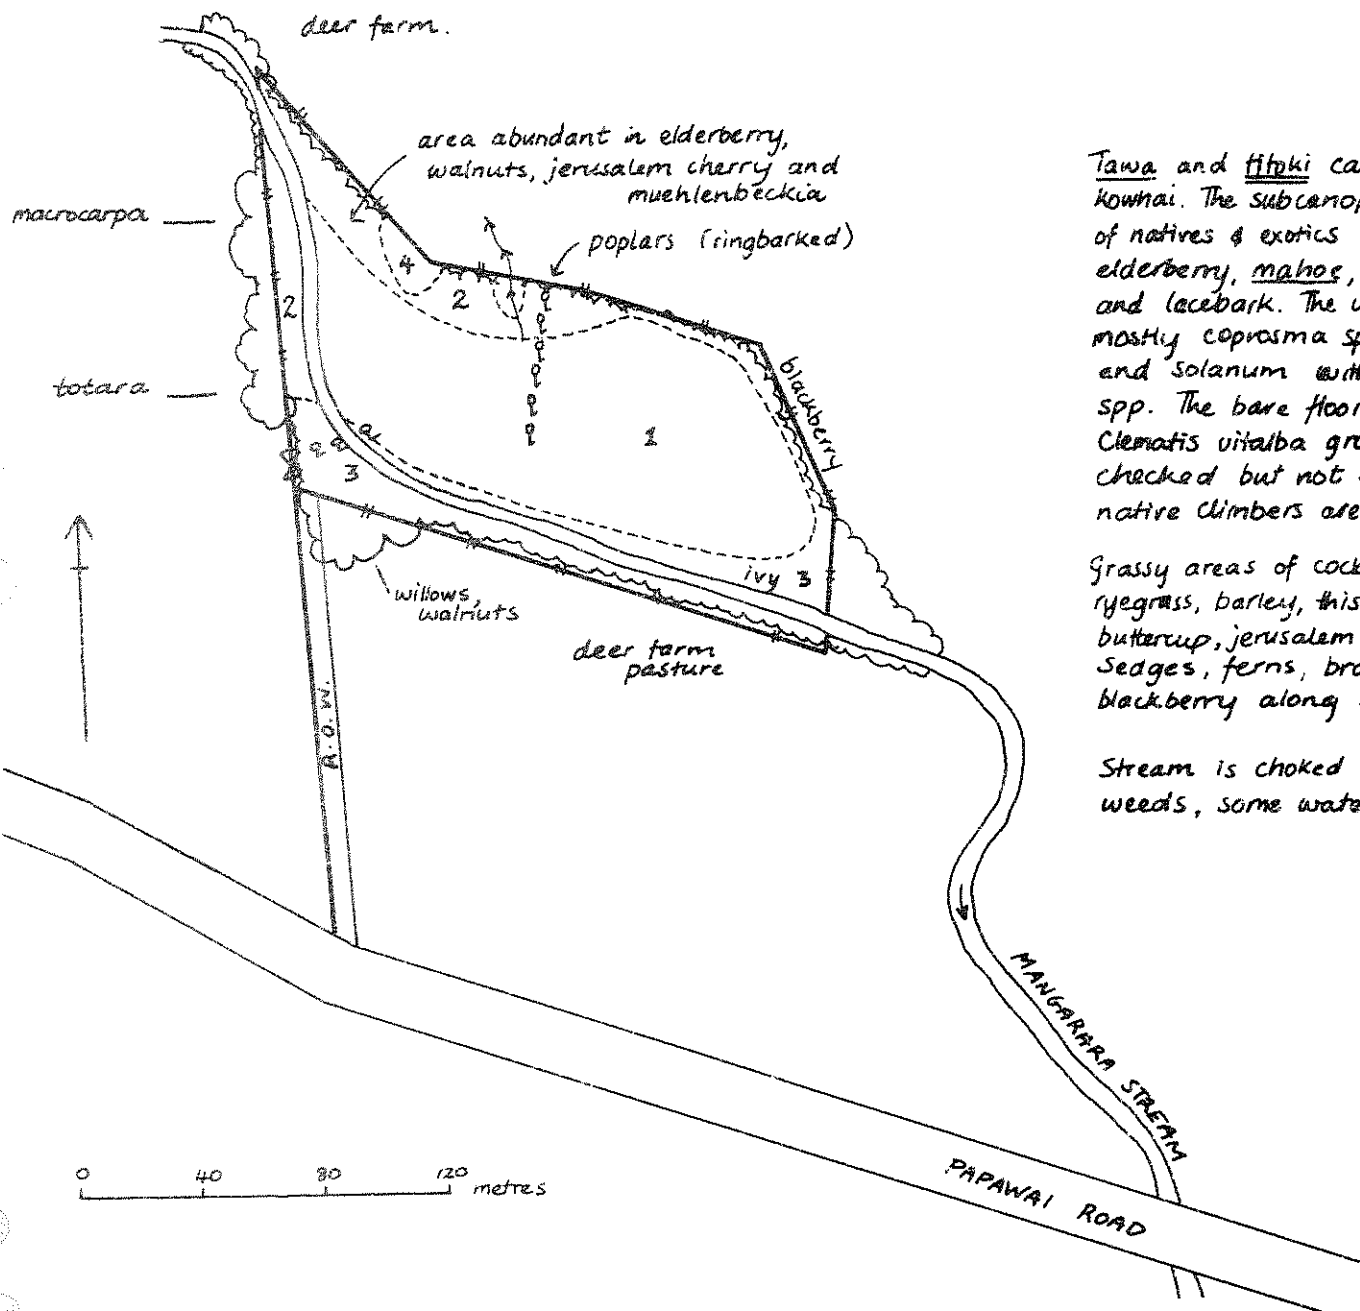 deer farm.
area abundant in elderberry,
walnuts, jerusalem cherry and
muehlenbeckia
poplars (ringbarked)
macrocarpa
totara
4
2
2
1
3
blackberry
ivy 3
willows,
walnuts
deer farm
pasture
R.O.W.
MANGARARA STREAM
PAPAWAI ROAD
0 40 80 120 metres
Tawa and titoki ca
kowhai. The subcanop
of natives & exotics
elderberry, mahoe,
and lacebark. The u
mostly coprosma sp
and solanum with
spp. The bare floor
Clematis vitalba gro
checked but not
native climbers are
Grassy areas of cock
ryegrass, barley, this
buttercup, jerusalem
Sedges, ferns, bro
blackberry along
Stream is choked
weeds, some wate